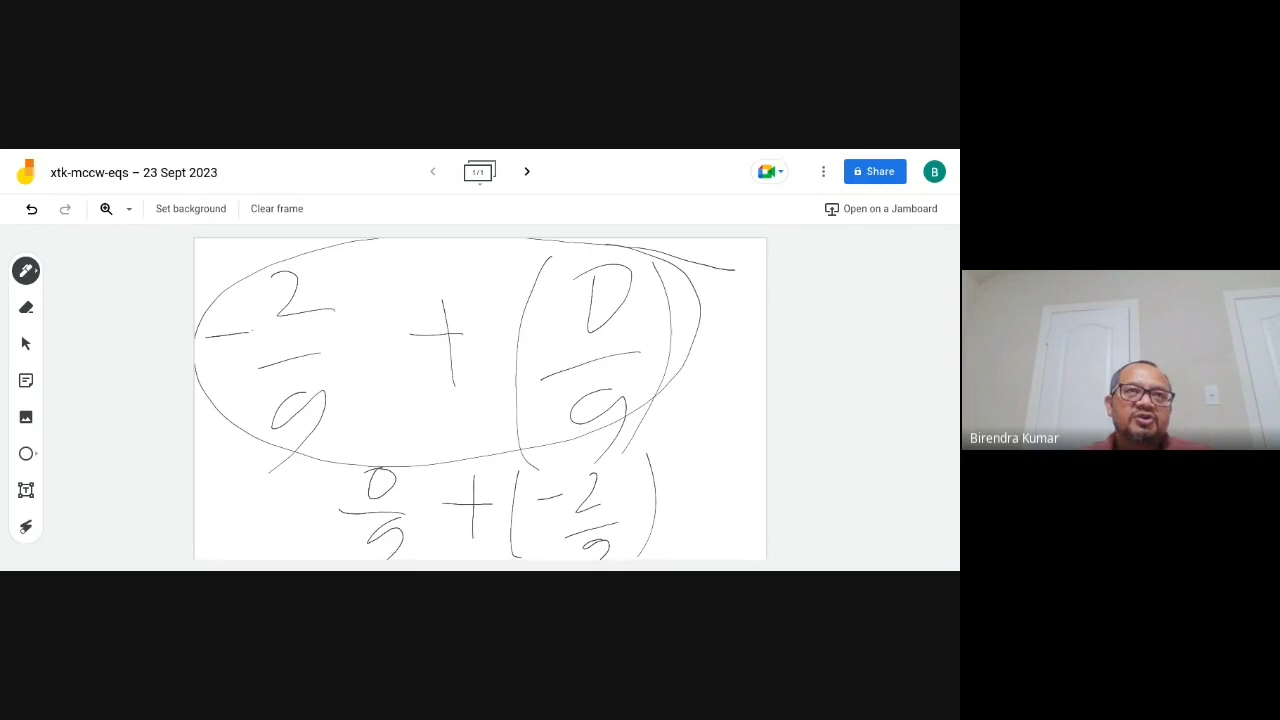 xtk-mccw-eqs – 23 Sept 2023
1/1
Share
B
Set background
Clear frame
Open on a Jamboard
- 2/9 + (0/9)
0/9 + (-2/9)
Birendra Kumar